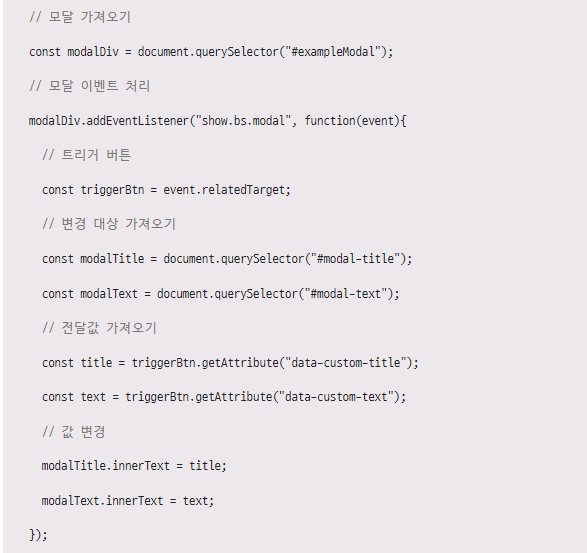 // 모달 가져오기
const modalDiv = document.querySelector("#exampleModal");
// 모달 이벤트 처리
modalDiv.addEventListener("show.bs.modal", function(event){
// 트리거 버튼
const triggerBtn = event.relatedTarget;
// 변경 대상 가져오기
const modalTitle = document.querySelector("#modal-title");
const modalText = document.querySelector("#modal-text");
// 전달값 가져오기
const title = triggerBtn.getAttribute("data-custom-title");
const text = triggerBtn.getAttribute("data-custom-text");
// 값 변경
modalTitle.innerText = title;
modalText.innerText = text;
});